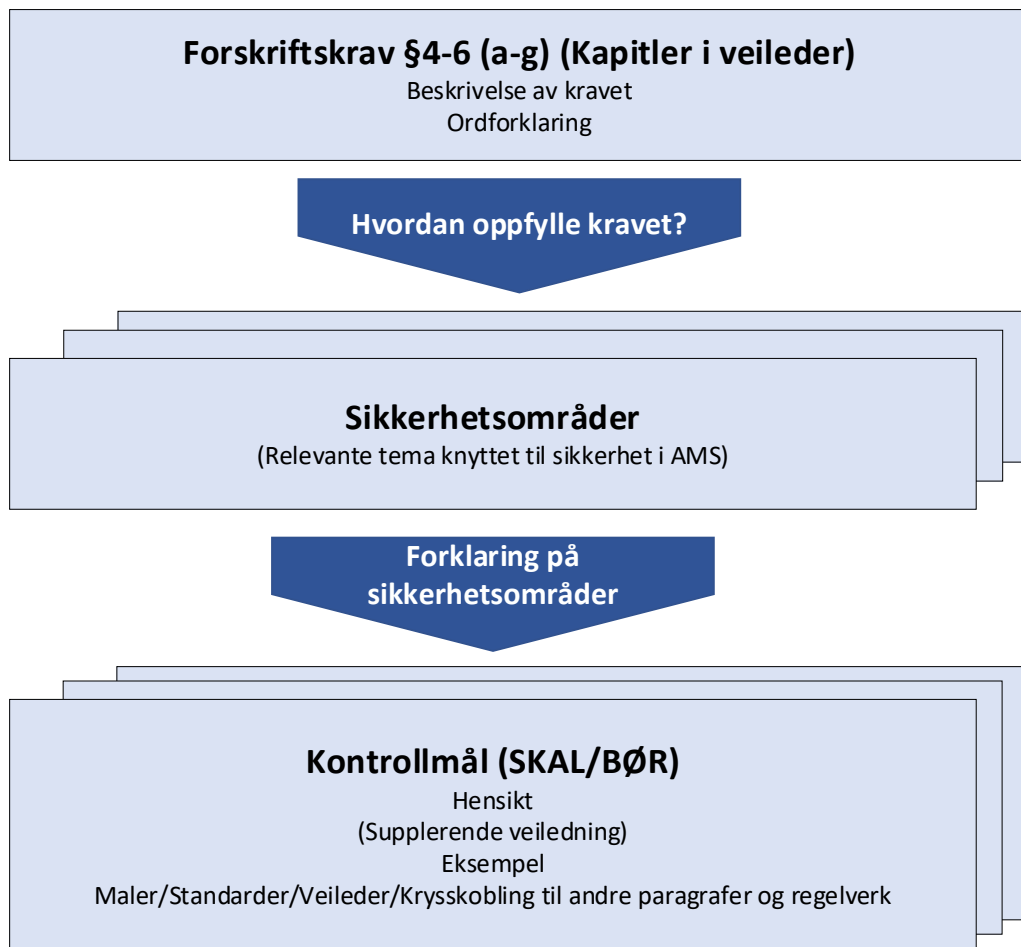 Forskriftskrav §4-6 (a-g) (Kapitler i veileder)
Beskrivelse av kravet
Ordforklaring
Hvordan oppfylle kravet?
Sikkerhetsområder
(Relevante tema knyttet til sikkerhet i AMS)
Forklaring på
sikkerhetsområder
Kontrollmål (SKAL/BØR)
Hensikt
(Supplerende veiledning)
Eksempel
Maler/Standarder/Veileder/Krysskobling til andre paragrafer og regelverk